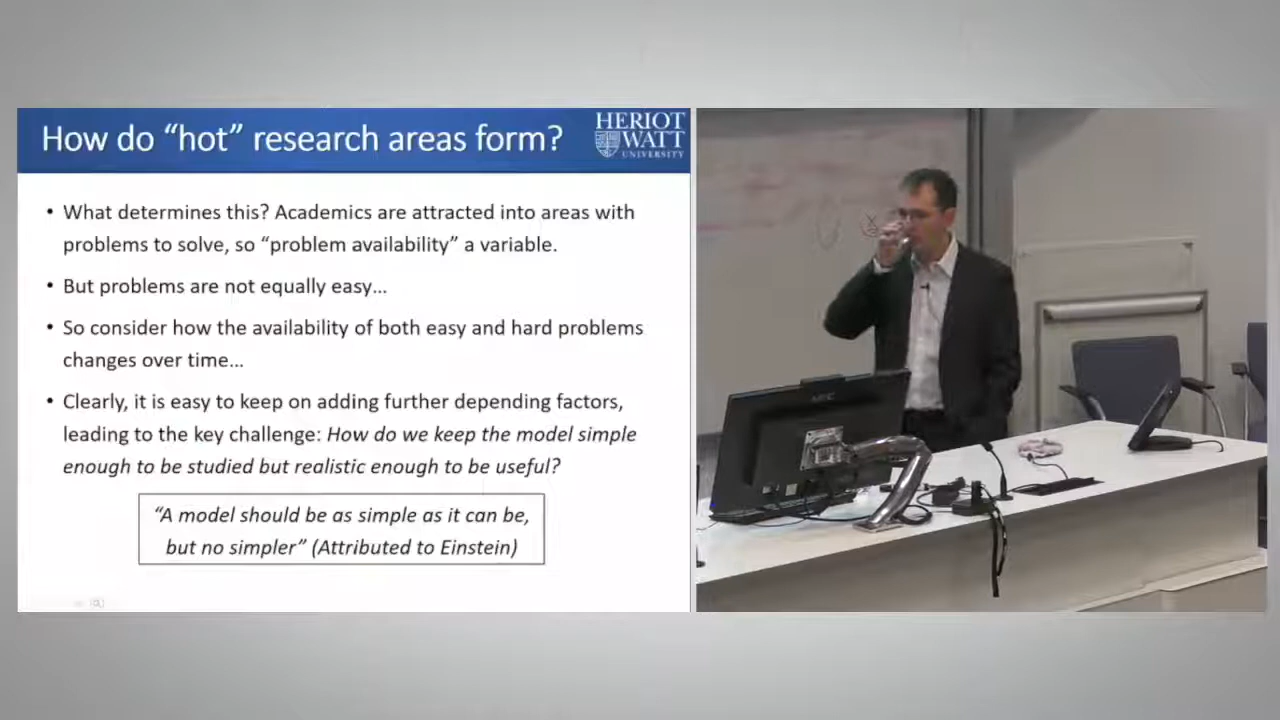 How do “hot” research areas form?
HERIOT
WATT
UNIVERSITY
• What determines this? Academics are attracted into areas with
problems to solve, so “problem availability” a variable.
• But problems are not equally easy…
• So consider how the availability of both easy and hard problems
changes over time…
• Clearly, it is easy to keep on adding further depending factors,
leading to the key challenge: How do we keep the model simple
enough to be studied but realistic enough to be useful?
“A model should be as simple as it can be,
but no simpler” (Attributed to Einstein)
NEC